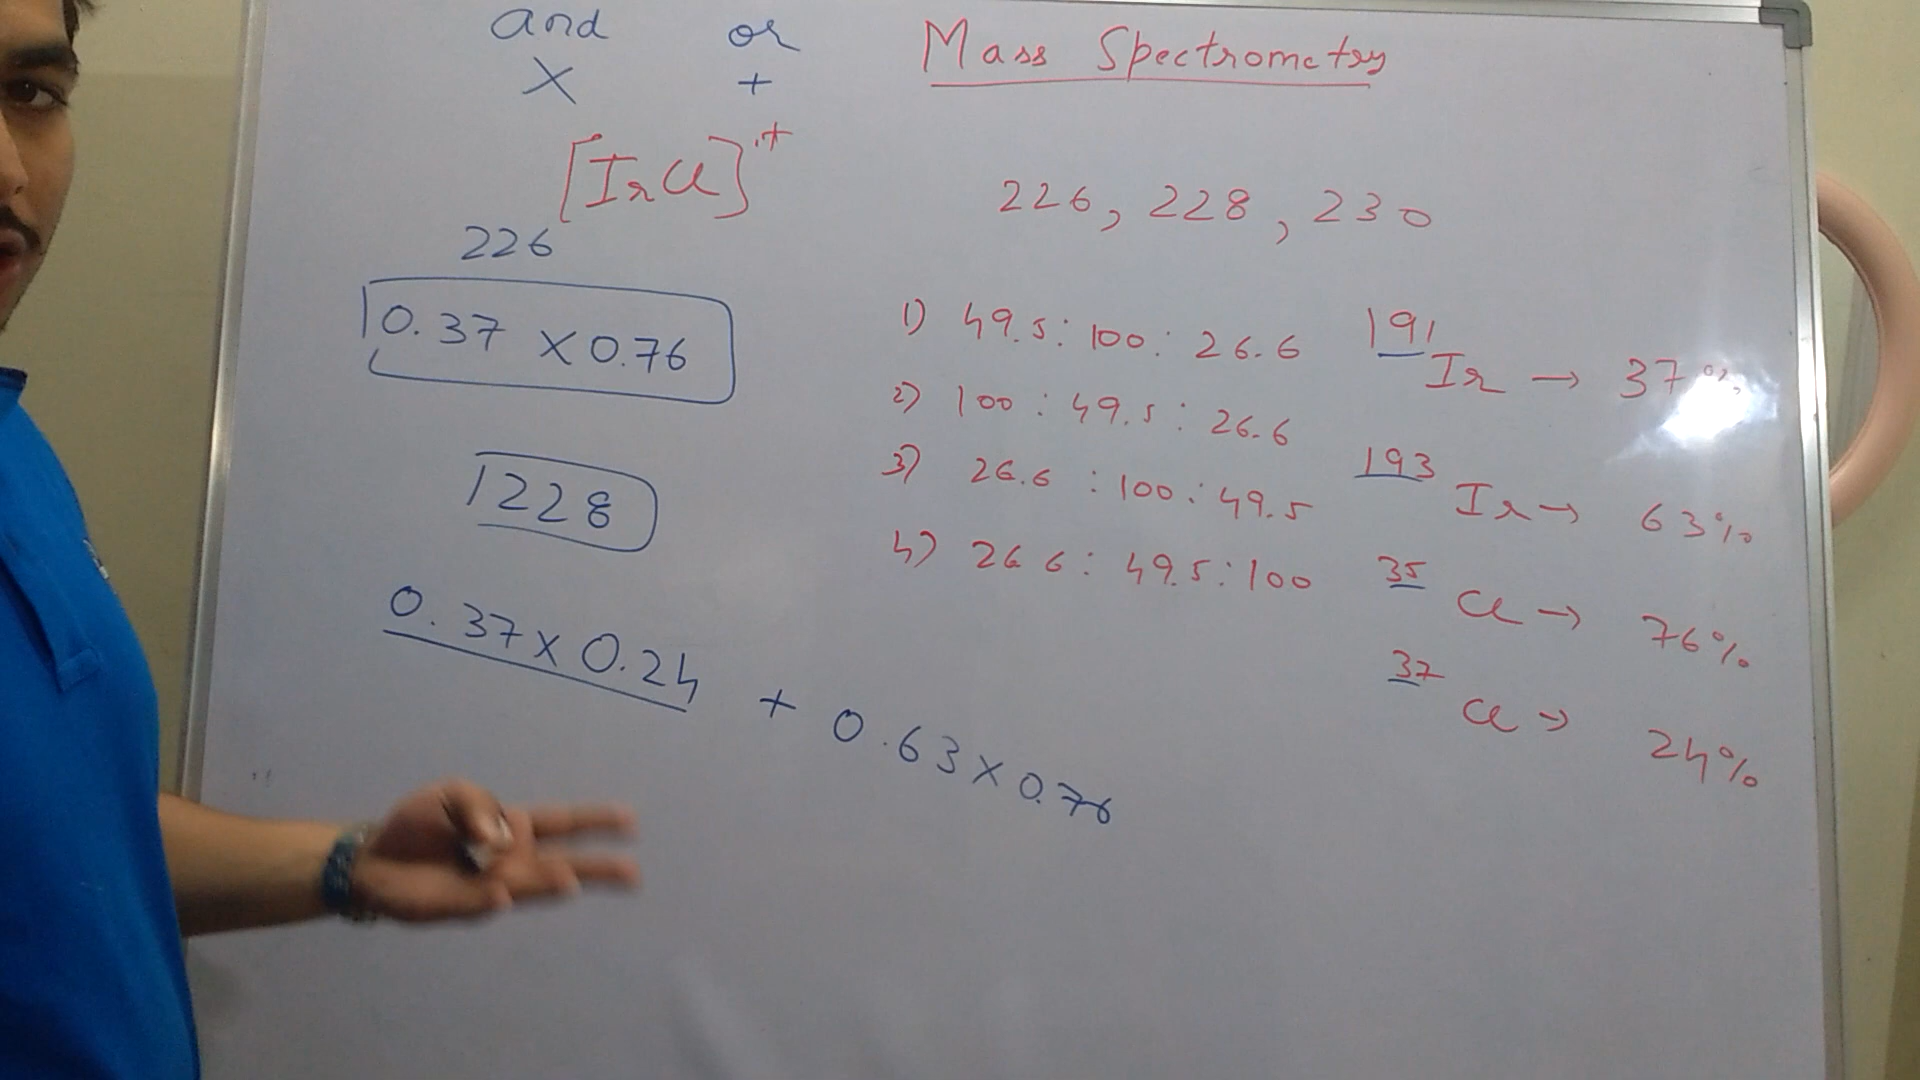 and or
× +
Mass Spectrometry
[IrCl]·+
226, 228, 230
226
0.37 × 0.76
1) 49.5 : 100 : 26.6
2) 100 : 49.5 : 26.6
3) 26.6 : 100 : 49.5
4) 26.6 : 49.5 : 100
191 Ir → 37%
193 Ir → 63%
35 Cl → 76%
37 Cl → 24%
228
0.37 × 0.24 + 0.63 × 0.76